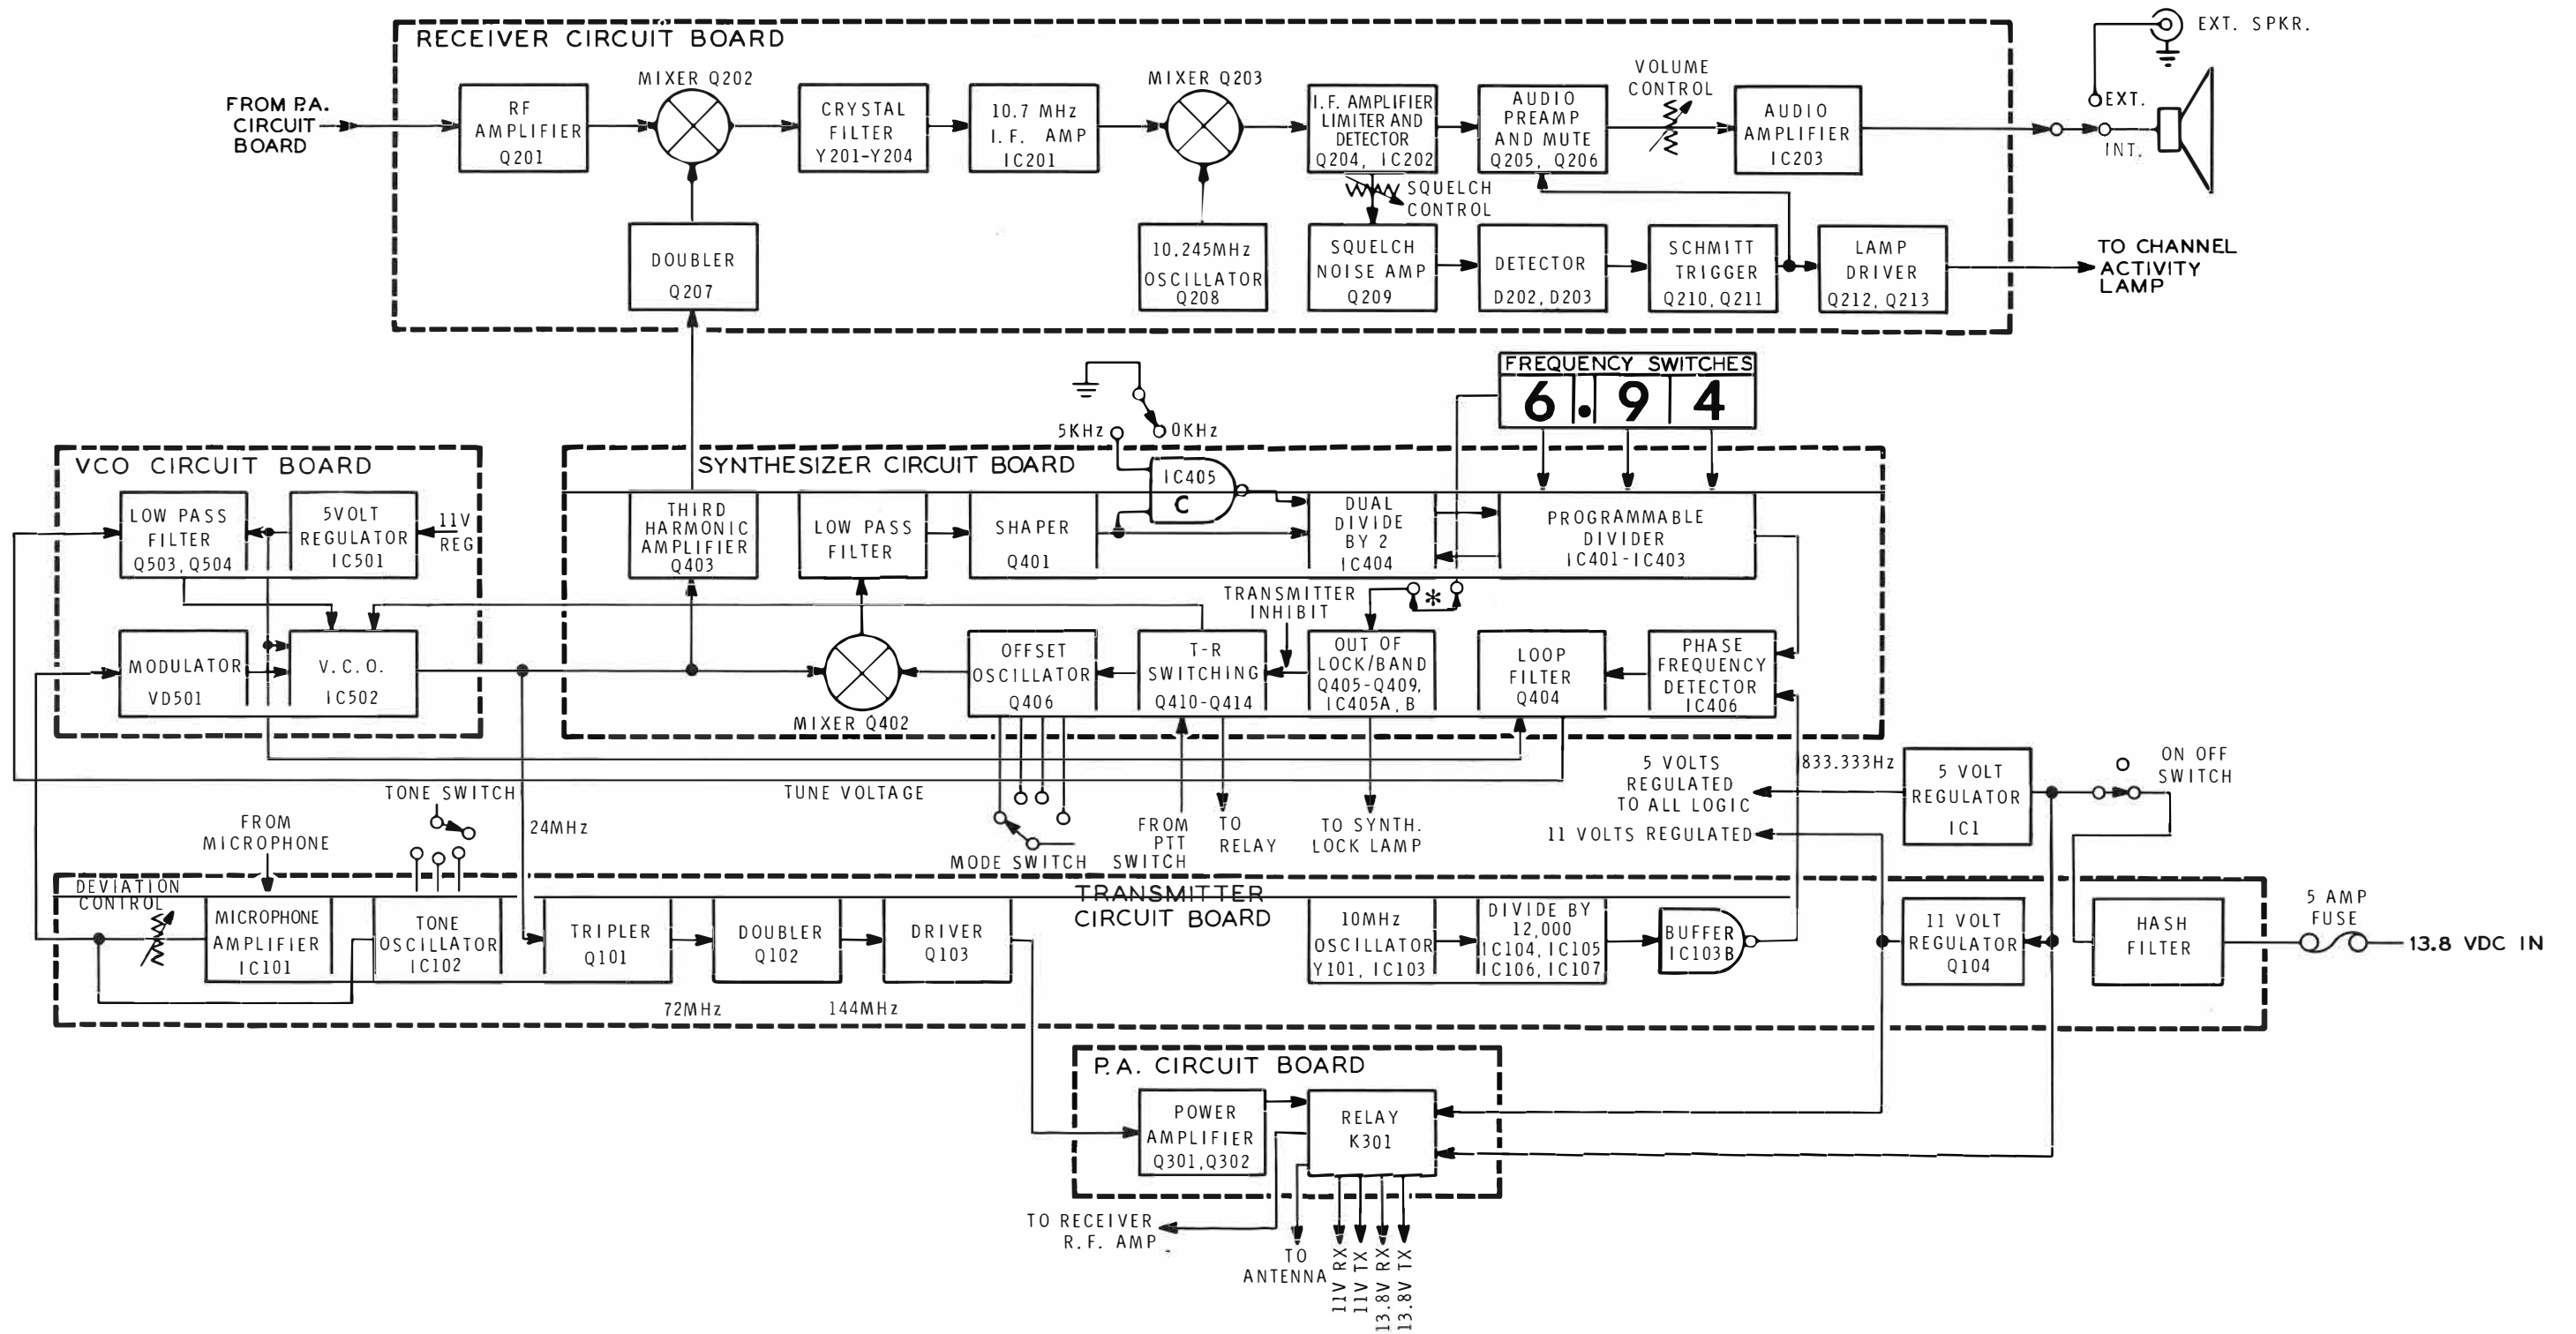 RECEIVER CIRCUIT BOARD
EXT. SPKR.
FROM P.A.
CIRCUIT
BOARD
RF
AMPLIFIER
Q201
MIXER Q202
CRYSTAL
FILTER
Y201-Y204
10.7 MHz
I.F. AMP
IC201
MIXER Q203
I.F. AMPLIFIER
LIMITER AND
DETECTOR
Q204, IC202
AUDIO
PREAMP
AND MUTE
Q205, Q206
VOLUME
CONTROL
AUDIO
AMPLIFIER
IC203
EXT.
INT.
SQUELCH
CONTROL
DOUBLER
Q207
10.245MHz
OSCILLATOR
Q208
SQUELCH
NOISE AMP
Q209
DETECTOR
D202, D203
SCHMITT
TRIGGER
Q210, Q211
LAMP
DRIVER
Q212, Q213
TO CHANNEL
ACTIVITY
LAMP
FREQUENCY SWITCHES
6.94
5KHz
0KHz
VCO CIRCUIT BOARD
LOW PASS
FILTER
Q503, Q504
5VOLT
REGULATOR
IC501
11V
REG
MODULATOR
VD501
V.C.O.
IC502
SYNTHESIZER CIRCUIT BOARD
THIRD
HARMONIC
AMPLIFIER
Q403
LOW PASS
FILTER
SHAPER
Q401
IC405
C
DUAL
DIVIDE
BY 2
IC404
PROGRAMMABLE
DIVIDER
IC401-IC403
TRANSMITTER
INHIBIT
*
MIXER Q402
OFFSET
OSCILLATOR
Q406
T-R
SWITCHING
Q410-Q414
OUT OF
LOCK/BAND
Q405-Q409,
IC405A, B
LOOP
FILTER
Q404
PHASE
FREQUENCY
DETECTOR
IC406
TUNE VOLTAGE
MODE SWITCH
FROM
PTT
SWITCH
TO
RELAY
TO SYNTH.
LOCK LAMP
833.333Hz
5 VOLTS
REGULATED
TO ALL LOGIC
11 VOLTS REGULATED
5 VOLT
REGULATOR
IC1
ON OFF
SWITCH
TONE SWITCH
FROM
MICROPHONE
24MHz
DEVIATION
CONTROL
MICROPHONE
AMPLIFIER
IC101
TONE
OSCILLATOR
IC102
TRIPLER
Q101
DOUBLER
Q102
DRIVER
Q103
72MHz
144MHz
TRANSMITTER
CIRCUIT BOARD
10MHz
OSCILLATOR
Y101, IC103
DIVIDE BY
12,000
IC104, IC105
IC106, IC107
BUFFER
IC103B
11 VOLT
REGULATOR
Q104
HASH
FILTER
5 AMP
FUSE
13.8 VDC IN
P.A. CIRCUIT BOARD
POWER
AMPLIFIER
Q301,Q302
RELAY
K301
TO RECEIVER
R.F. AMP
TO
ANTENNA
11V RX
11V TX
13.8V RX
13.8V TX